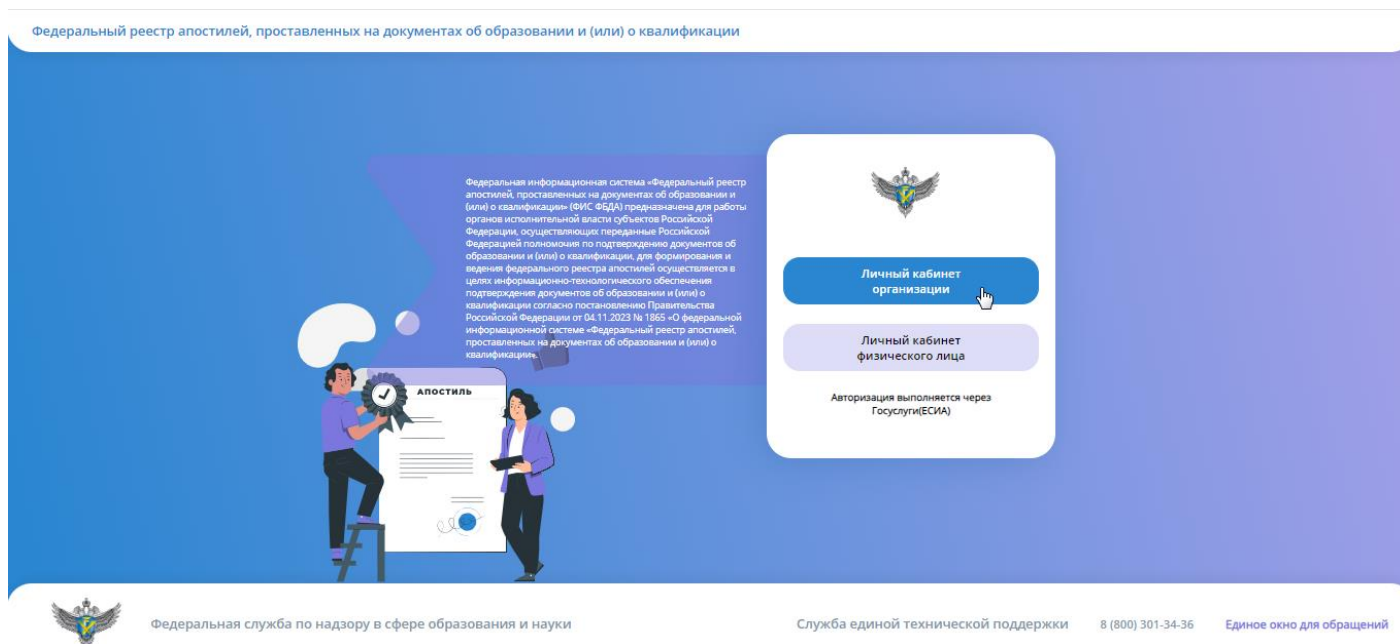 Федеральный реестр апостилей, проставленных на документах об образовании и (или) о квалификации
Федеральная информационная система «Федеральный реестр
апостилей, проставленных на документах об образовании и
(или) о квалификации» (ФИС ФБДА) предназначена для работы
органов исполнительной власти субъектов Российской
Федерации, осуществляющих переданные Российской
Федерацией полномочия по подтверждению документов об
образовании и (или) о квалификации, для формирования и
ведения федерального реестра апостилей осуществляется в
целях информационно-технологического обеспечения
подтверждения документов об образовании и (или) о
квалификации согласно постановлению Правительства
Российской Федерации от 04.11.2023 № 1865 «О федеральной
информационной системе «Федеральный реестр апостилей,
проставленных на документах об образовании и (или) о
квалификации».
АПОСТИЛЬ
Личный кабинет
организации
Личный кабинет
физического лица
Авторизация выполняется через
Госуслуги(ЕСИА)
Федеральная служба по надзору в сфере образования и науки
Служба единой технической поддержки
8 (800) 301-34-36
Единое окно для обращений